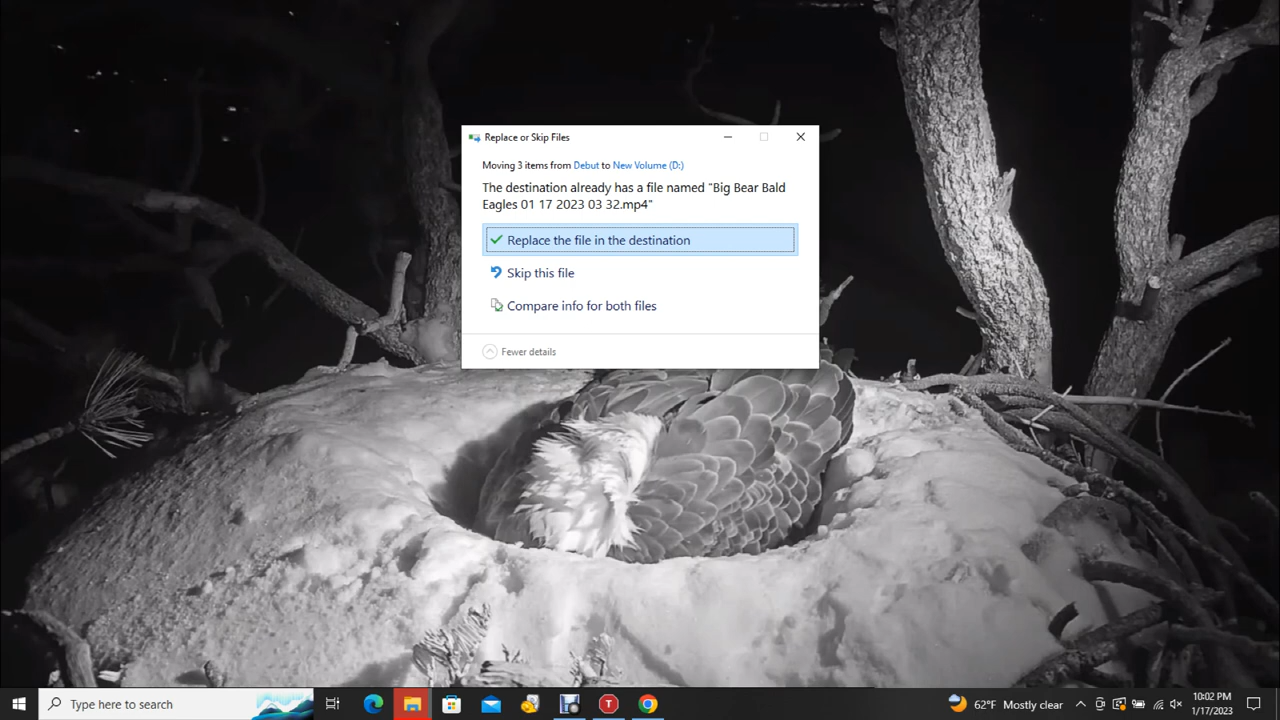 Replace or Skip Files
Moving 3 items from Debut to New Volume (D:)
The destination already has a file named "Big Bear Bald
Eagles 01 17 2023 03 32.mp4"
Replace the file in the destination
Skip this file
Compare info for both files
Fewer details
Type here to search
T
62°F Mostly clear
10:02 PM
1/17/2023